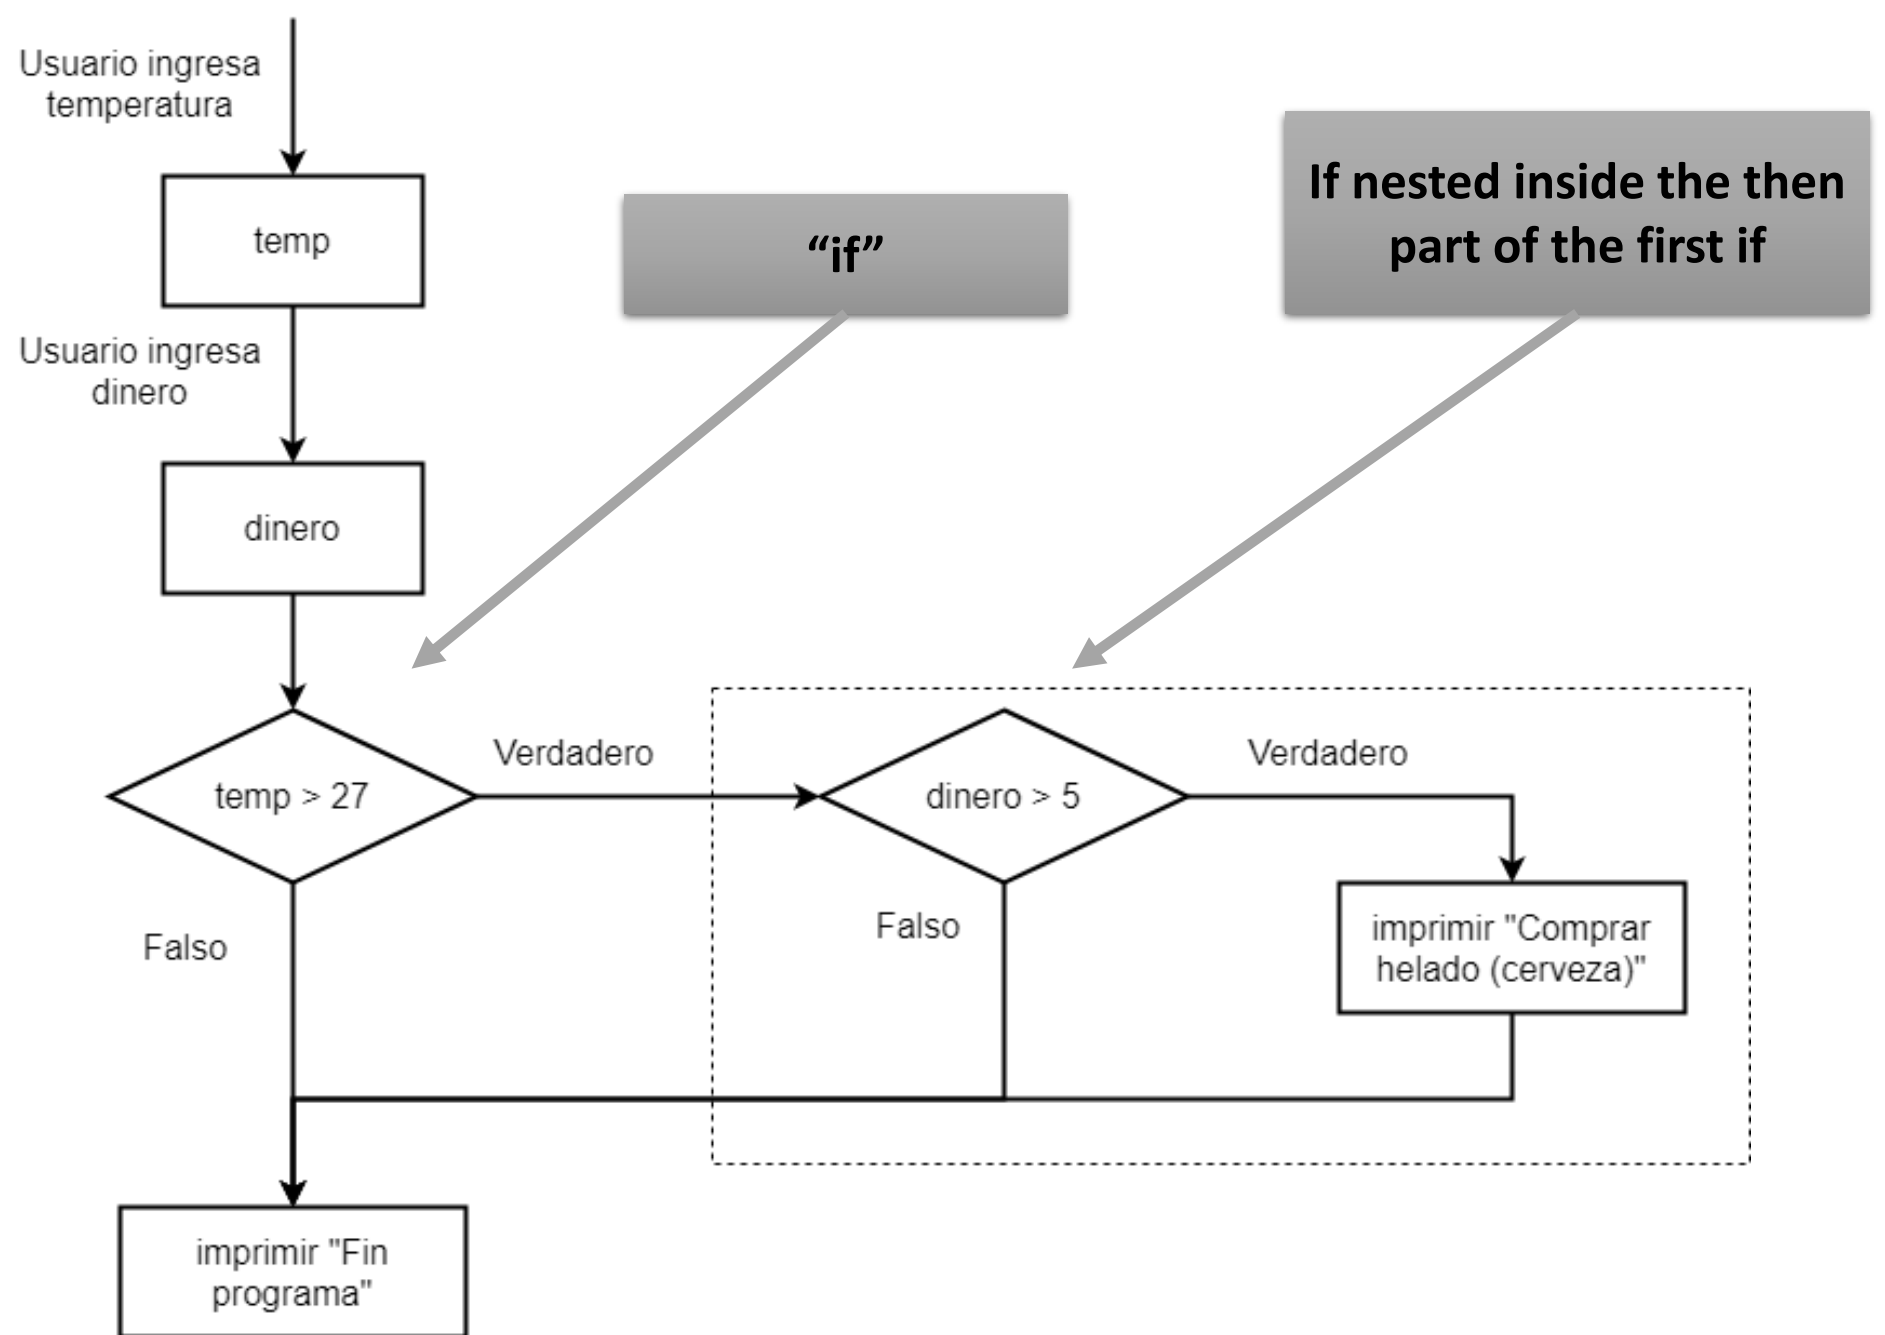 Usuario ingresa
temperatura
temp
“if”
If nested inside the then
part of the first if
Usuario ingresa
dinero
dinero
temp > 27
Verdadero
dinero > 5
Verdadero
Falso
Falso
imprimir "Comprar
helado (cerveza)"
imprimir "Fin
programa"